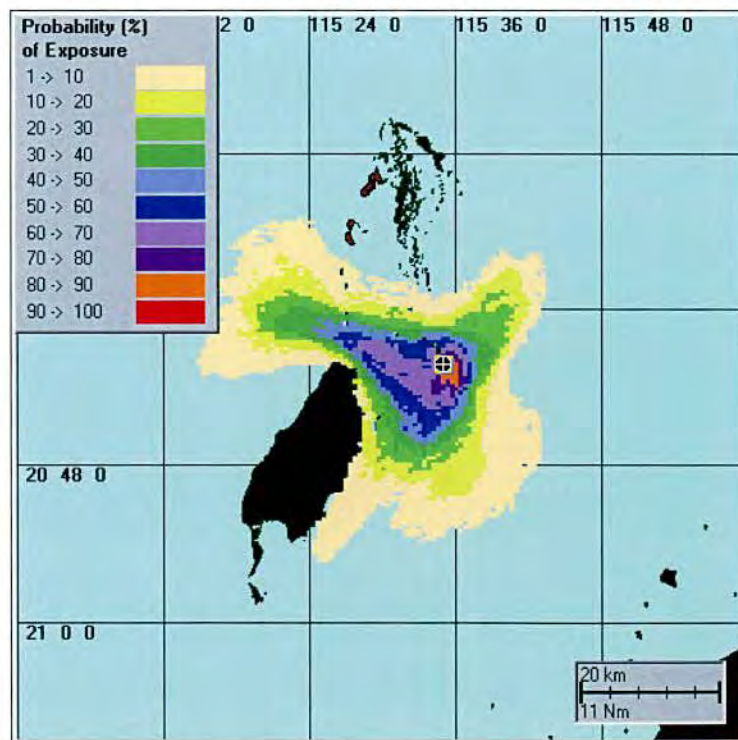 Probability (%)
of Exposure
1 -> 10
10 -> 20
20 -> 30
30 -> 40
40 -> 50
50 -> 60
60 -> 70
70 -> 80
80 -> 90
90 -> 100
2 0
115 24 0
115 36 0
115 48 0
20 48 0
21 0 0
20 km
11 Nm